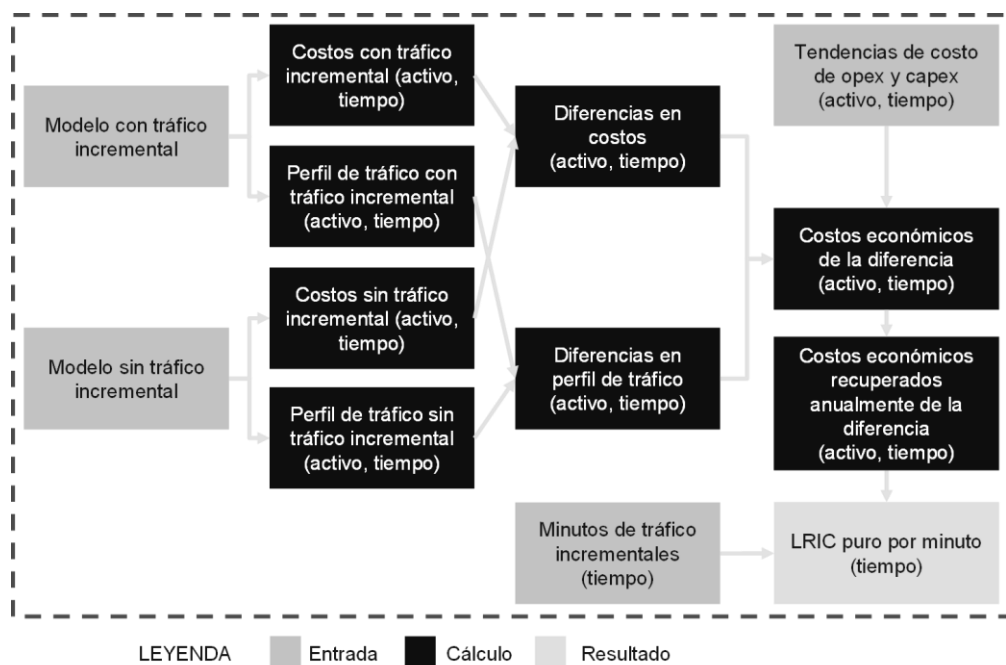 Modelo con tráfico
incremental
Modelo sin tráfico
incremental
Costos con tráfico
incremental (activo,
tiempo)
Perfil de tráfico con
tráfico incremental
(activo, tiempo)
Costos sin tráfico
incremental (activo,
tiempo)
Perfil de tráfico sin
tráfico incremental
(activo, tiempo)
Diferencias en
costos
(activo, tiempo)
Diferencias en
perfil de tráfico
(activo, tiempo)
Minutos de tráfico
incrementales
(tiempo)
Tendencias de costo
de opex y capex
(activo, tiempo)
Costos económicos
de la diferencia
(activo, tiempo)
Costos económicos
recuperados
anualmente de la
diferencia
(activo, tiempo)
LRIC puro por minuto
(tiempo)
LEYENDA
Entrada
Cálculo
Resultado